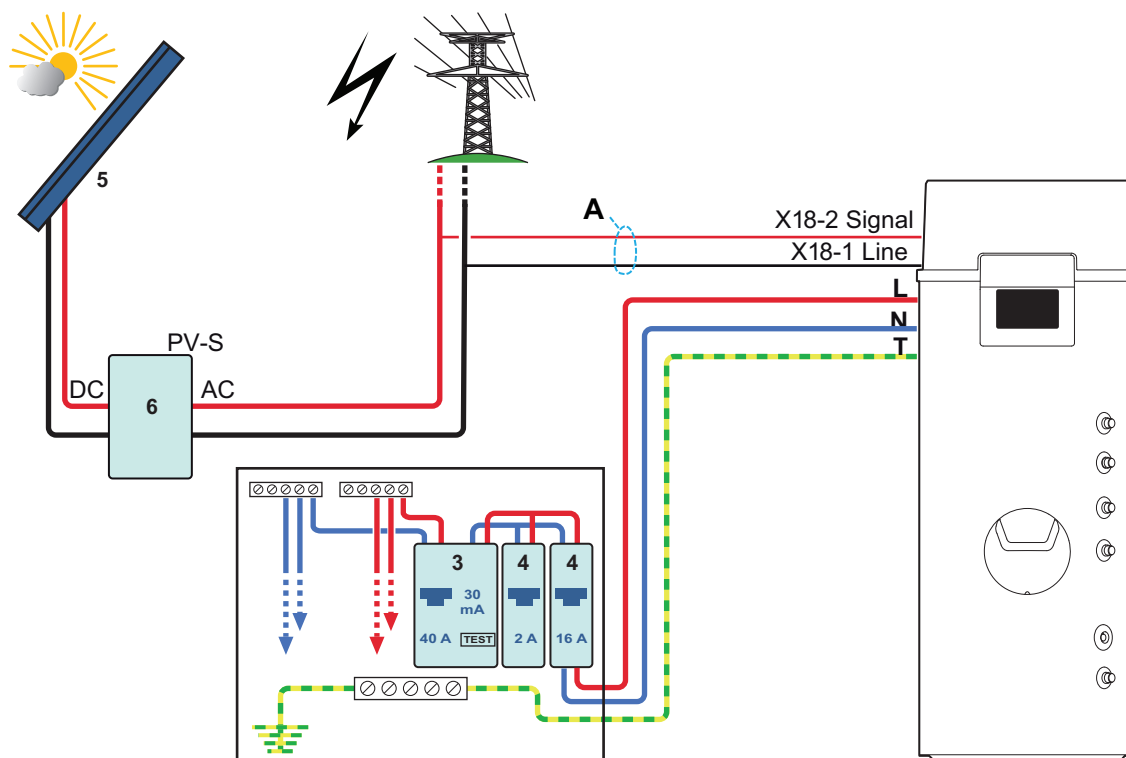 5
A
X18-2 Signal
X18-1 Line
L
N
T
PV-S
DC
6
AC
3
4
4
30
mA
40 A
TEST
2 A
16 A